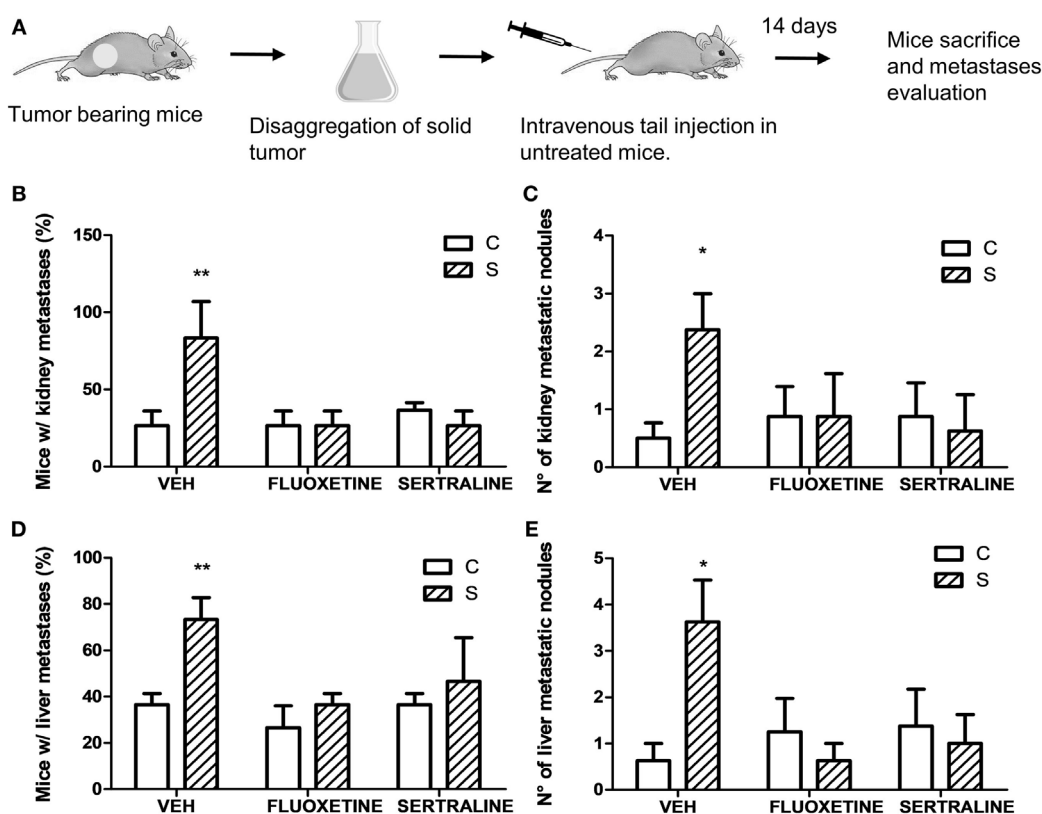 A
Tumor bearing mice
Disaggregation of solid
tumor
Intravenous tail injection in
untreated mice.
14 days
Mice sacrifice
and metastases
evaluation
B
Mice w/ kidney metastases (%)
150
100
50
0
**
C
S
VEH
FLUOXETINE
SERTRALINE
C
N° of kidney metastatic nodules
4
3
2
1
0
*
C
S
VEH
FLUOXETINE
SERTRALINE
D
Mice w/ liver metastases (%)
100
80
60
40
20
0
**
C
S
VEH
FLUOXETINE
SERTRALINE
E
N° of liver metastatic nodules
5
4
3
2
1
0
*
C
S
VEH
FLUOXETINE
SERTRALINE